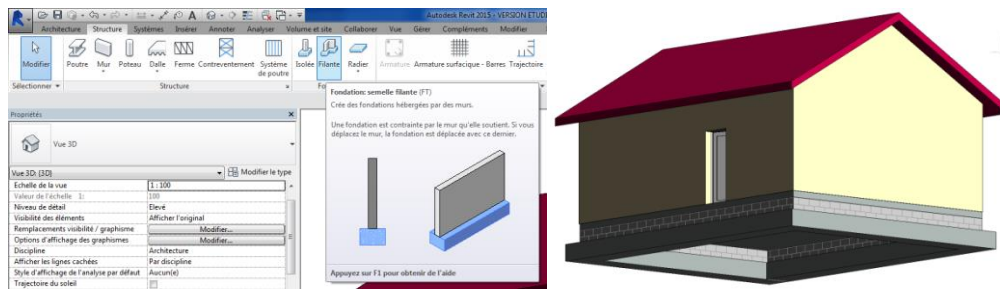 Autodesk Revit 2015 - VERSION ETUDI
Architecture Structure Systèmes Insérer Annoter Analyser Volume et site Collaborer Vue Gérer Compléments Modifier
Modifier Poutre Mur Poteau Dalle Ferme Contreventement Système de poutre Isolée Filante Radier Armature Armature surfacique - Barres Trajectoire
Sélectionner Structure Fo
Fondation: semelle filante (FT)
Crée des fondations hébergées par des murs.
Une fondation est contrainte par le mur qu'elle soutient. Si vous
déplacez le mur, la fondation est déplacée avec ce dernier.
Appuyez sur F1 pour obtenir de l'aide
Propriétés
Vue 3D
Vue 3D: {3D} Modifier le type
Echelle de la vue 1 : 100
Valeur de l'échelle 1: 100
Niveau de détail Elevé
Visibilité des éléments Afficher l'original
Remplacements visibilité / graphisme Modifier...
Options d'affichage des graphismes Modifier...
Discipline Architecture
Afficher les lignes cachées Par discipline
Style d'affichage de l'analyse par défaut Aucun(e)
Trajectoire du soleil